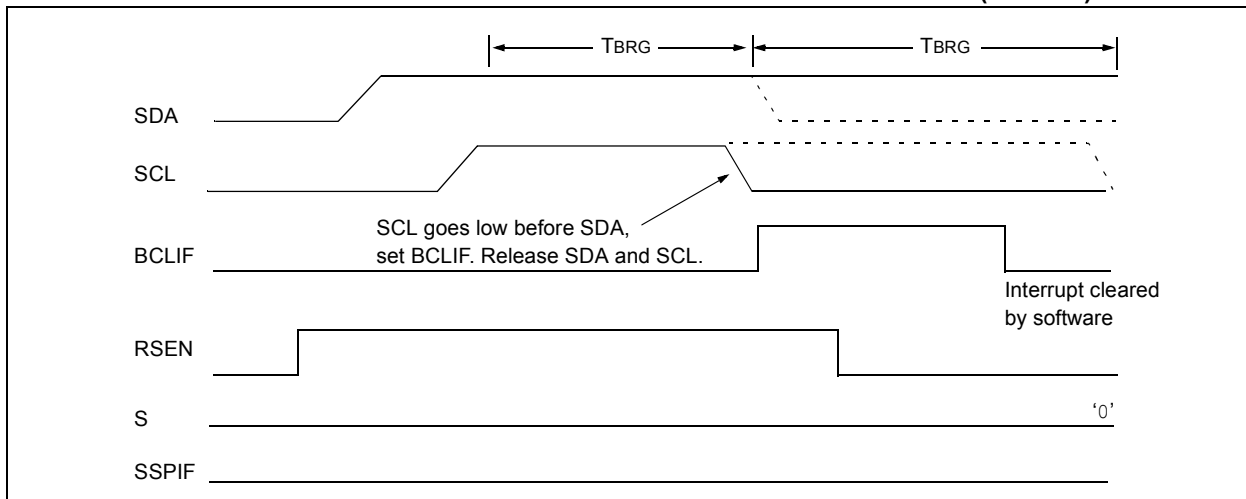 TBRG
TBRG
SDA
SCL
SCL goes low before SDA,
set BCLIF. Release SDA and SCL.
BCLIF
Interrupt cleared
by software
RSEN
S
‘0’
SSPIF